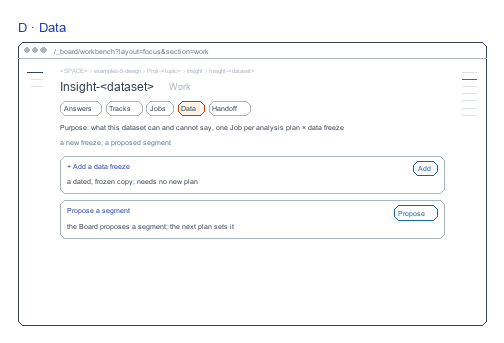 D · Data
/_board/workbench?layout=focus&section=work
<SPACE> › examples-5-design › Proj-<topic> › insight › Insight-<dataset>
Insight-<dataset> Work
Answers Tracks Jobs Data Handoff
Purpose: what this dataset can and cannot say, one Job per analysis plan × data freeze
a new freeze, a proposed segment
+ Add a data freeze Add
a dated, frozen copy; needs no new plan
Propose a segment Propose
the Board proposes a segment; the next plan sets it